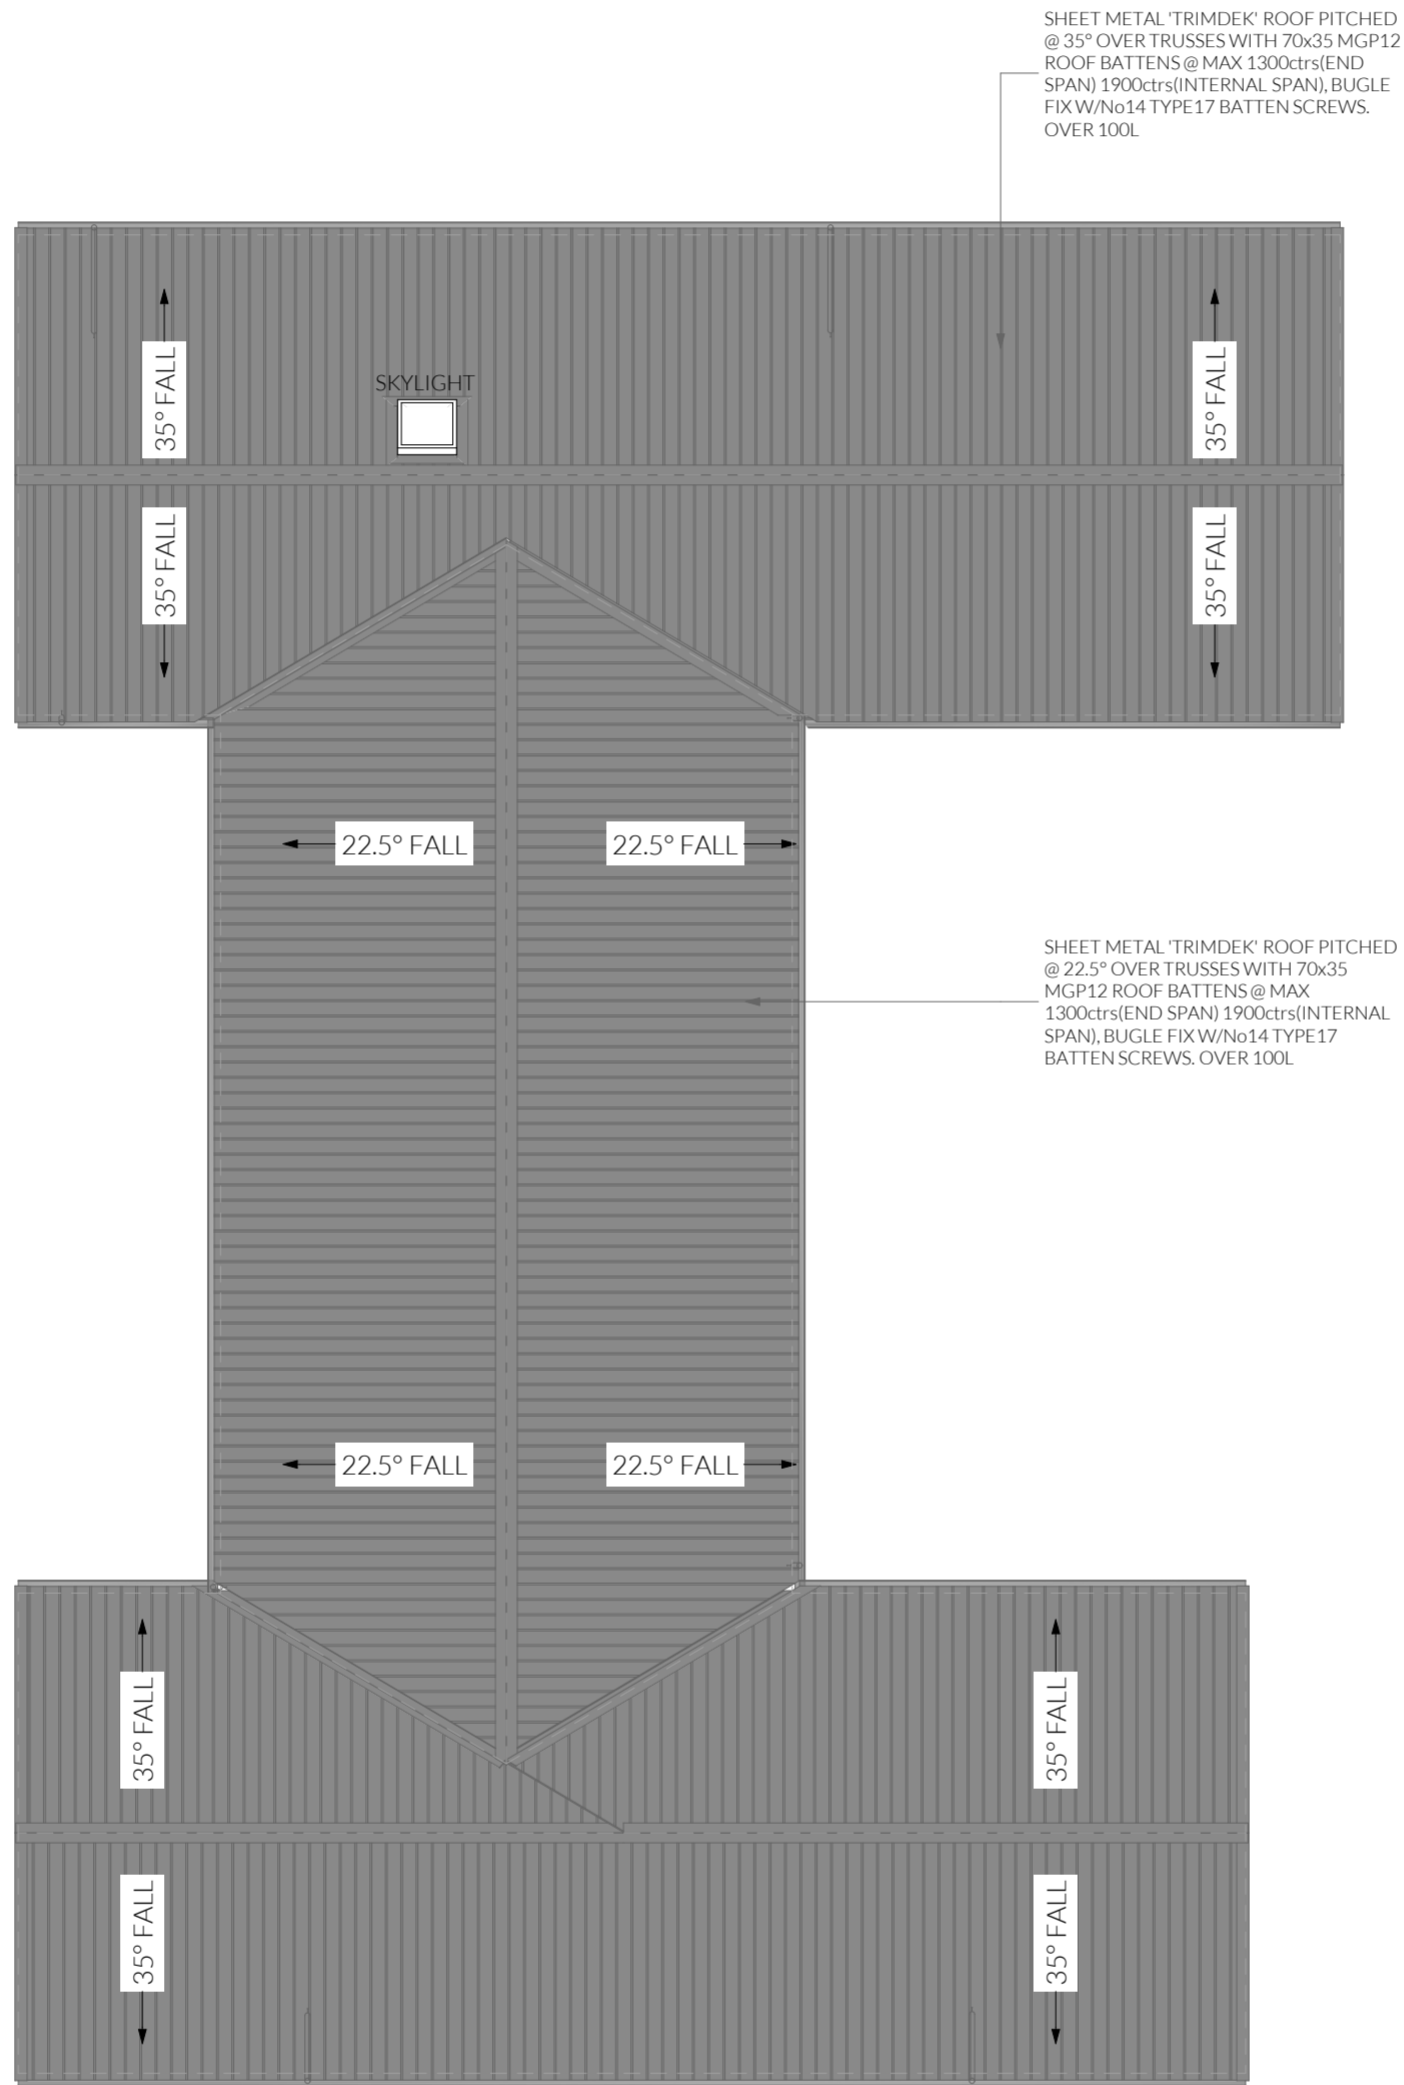 SHEET METAL 'TRIMDEK' ROOF PITCHED
@ 35° OVER TRUSSES WITH 70x35 MGP12
ROOF BATTENS @ MAX 1300ctrs(END
SPAN) 1900ctrs(INTERNAL SPAN), BUGLE
FIX W/No14 TYPE17 BATTEN SCREWS.
OVER 100L
35° FALL
35° FALL
SKYLIGHT
35° FALL
35° FALL
22.5° FALL
22.5° FALL
SHEET METAL 'TRIMDEK' ROOF PITCHED
@ 22.5° OVER TRUSSES WITH 70x35
MGP12 ROOF BATTENS @ MAX
1300ctrs(END SPAN) 1900ctrs(INTERNAL
SPAN), BUGLE FIX W/No14 TYPE17
BATTEN SCREWS. OVER 100L
22.5° FALL
22.5° FALL
35° FALL
35° FALL
35° FALL
35° FALL